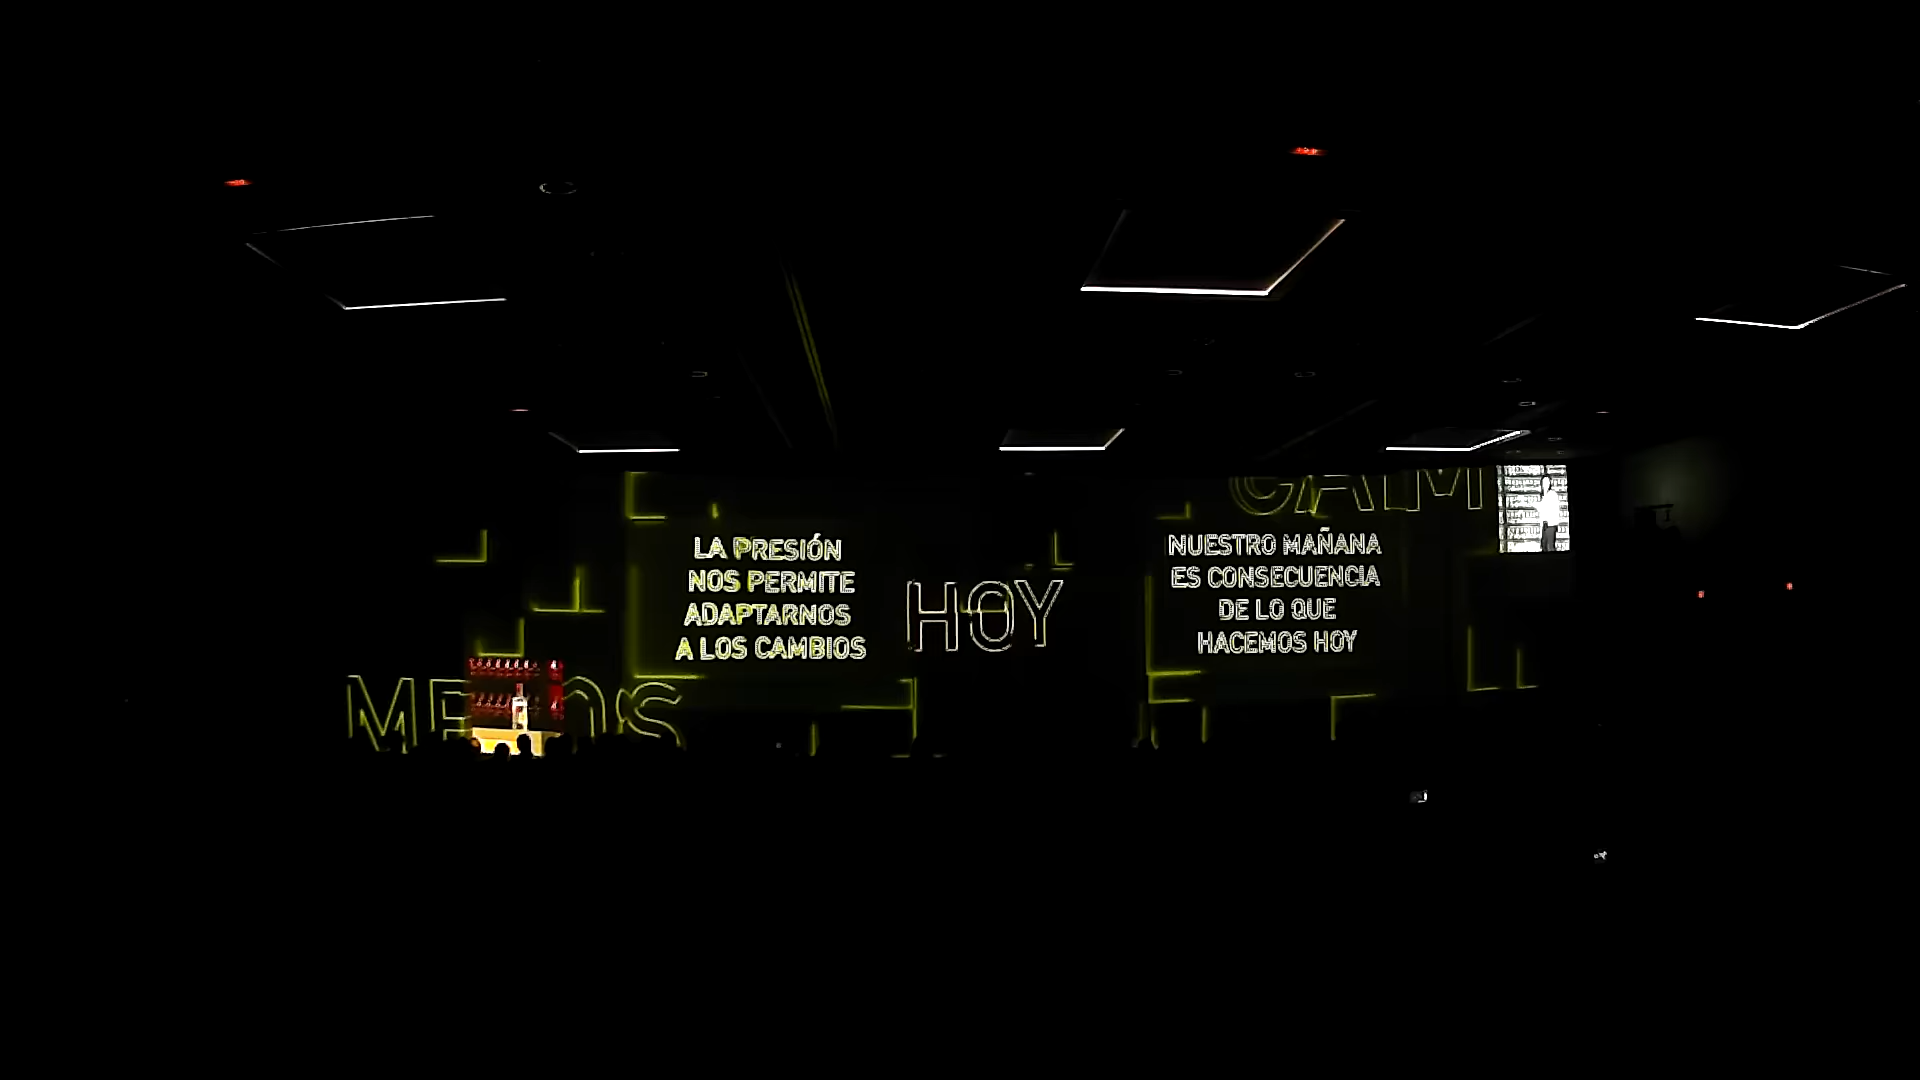 LA PRESIÓN
NOS PERMITE
ADAPTARNOS
A LOS CAMBIOS
HOY
NUESTRO MAÑANA
ES CONSECUENCIA
DE LO QUE
HACEMOS HOY